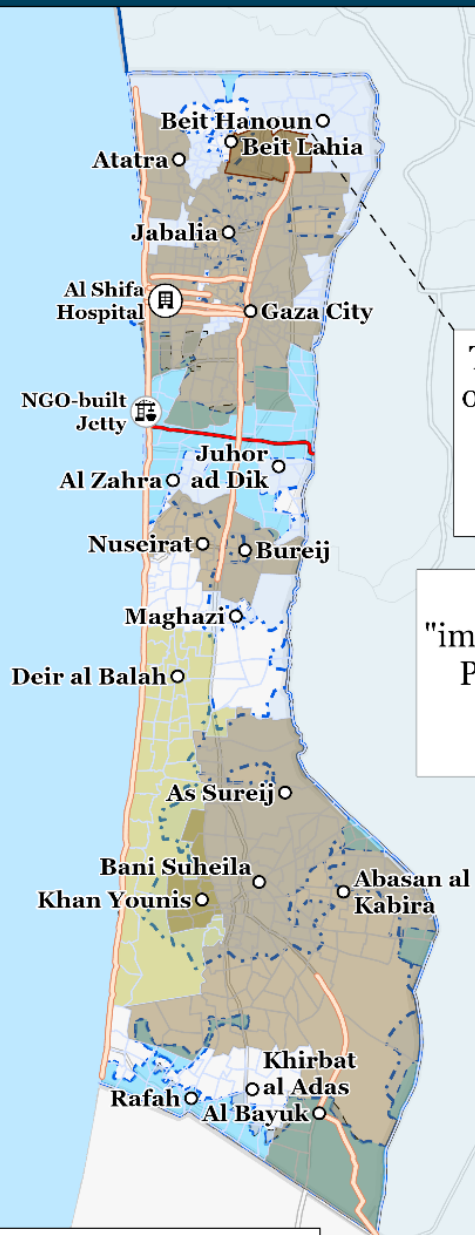 Beit Hanoun
Beit Lahia
Atatra
Jabalia
Al Shifa
Hospital
Gaza City
NGO-built
Jetty
Juhor
ad Dik
Al Zahra
Nuseirat
Bureij
Maghazi
Deir al Balah
As Sureij
Bani Suheila
Khan Younis
Abasan al
Kabira
Khirbat
al Adas
Rafah
Al Bayuk
"im
P